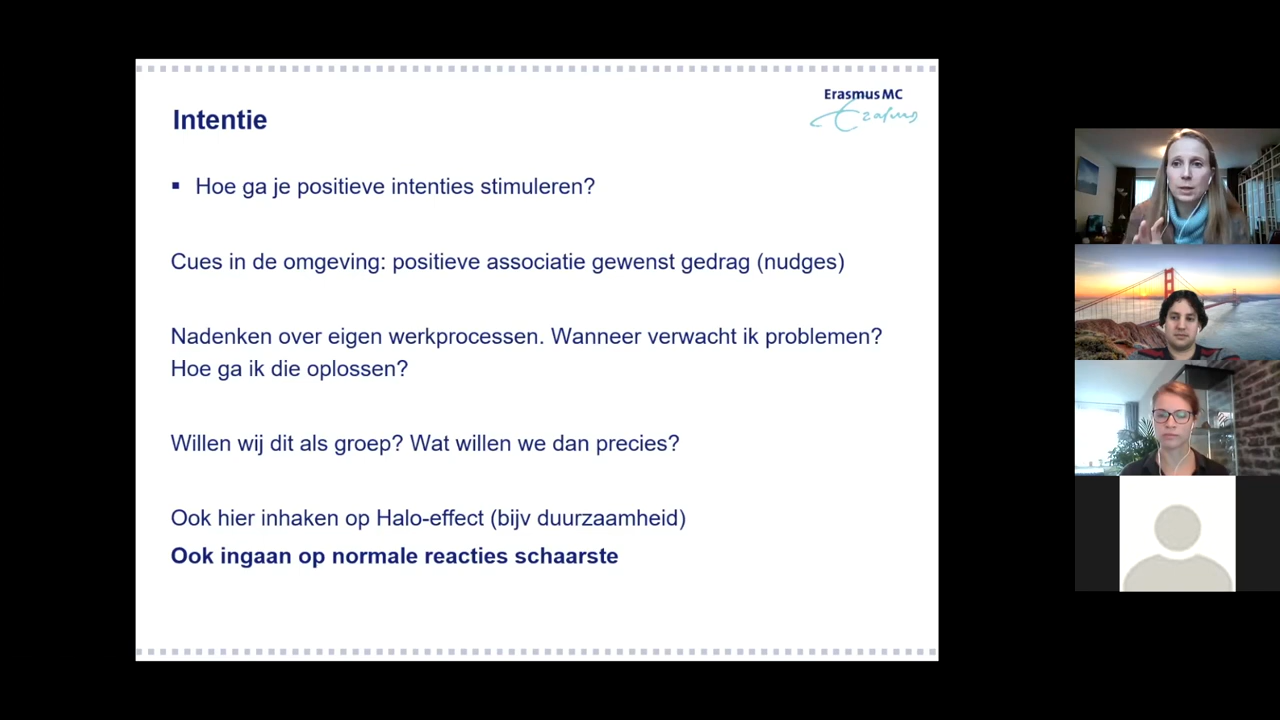 Erasmus MC
Erasmus
Intentie
Hoe ga je positieve intenties stimuleren?
Cues in de omgeving: positieve associatie gewenst gedrag (nudges)
Nadenken over eigen werkprocessen. Wanneer verwacht ik problemen?
Hoe ga ik die oplossen?
Willen wij dit als groep? Wat willen we dan precies?
Ook hier inhaken op Halo-effect (bijv duurzaamheid)
Ook ingaan op normale reacties schaarste